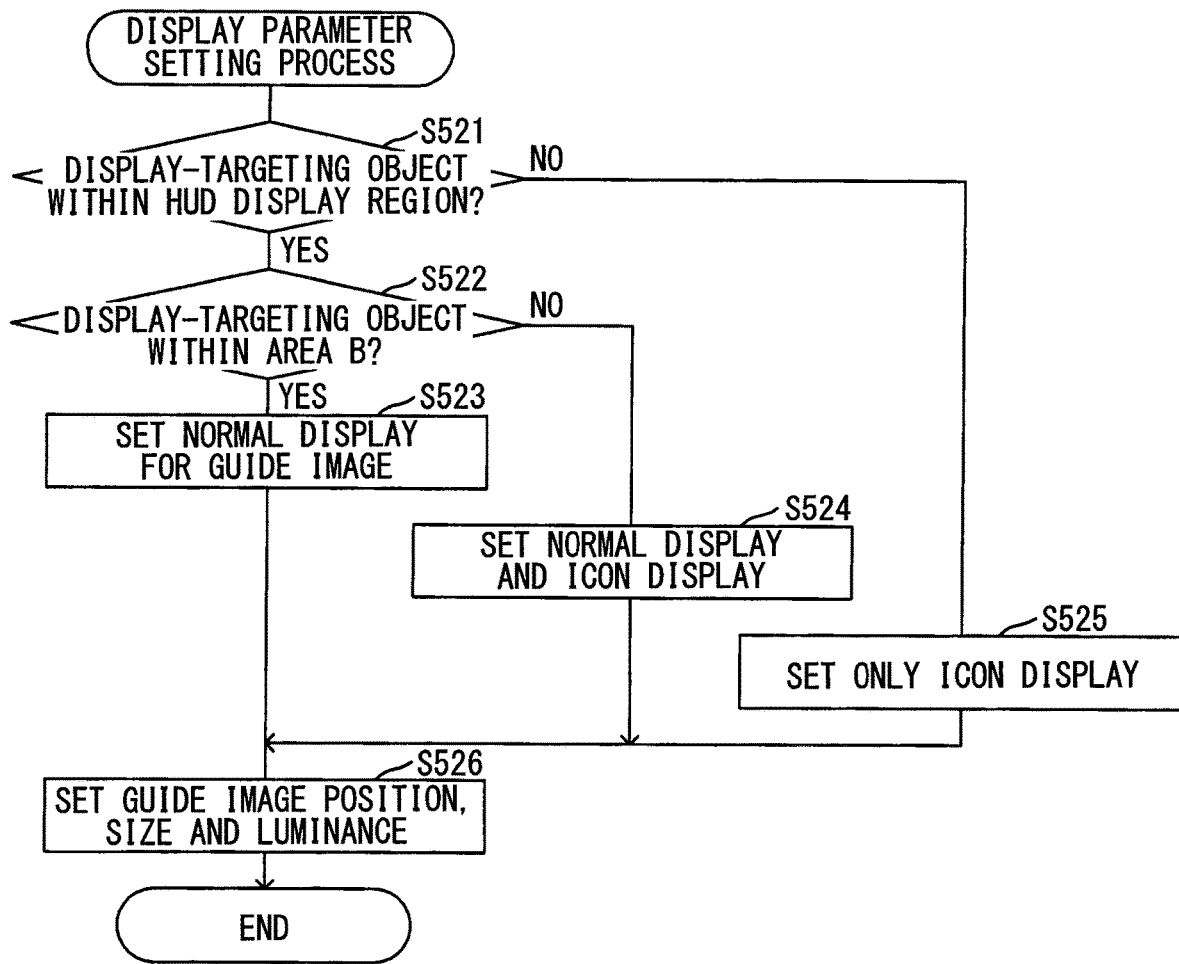 DISPLAY PARAMETER
SETTING PROCESS
S521
DISPLAY-TARGETING OBJECT
WITHIN HUD DISPLAY REGION?
NO
YES
S522
DISPLAY-TARGETING OBJECT
WITHIN AREA B?
NO
YES
S523
SET NORMAL DISPLAY
FOR GUIDE IMAGE
S524
SET NORMAL DISPLAY
AND ICON DISPLAY
S525
SET ONLY ICON DISPLAY
S526
SET GUIDE IMAGE POSITION,
SIZE AND LUMINANCE
END